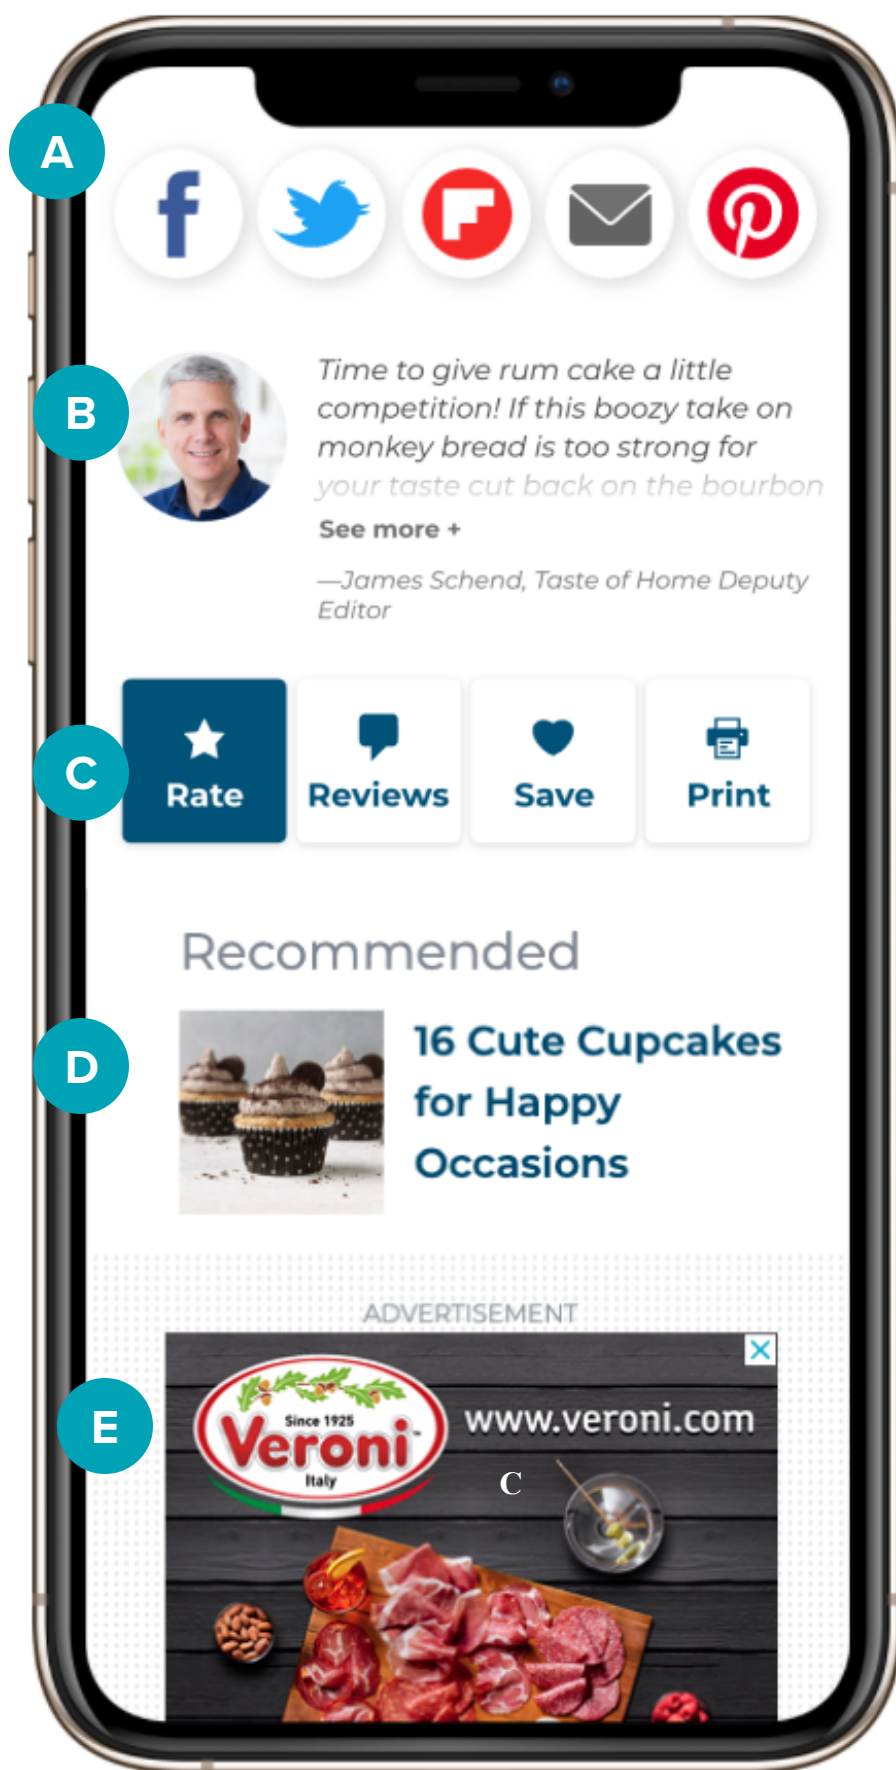 A
B
Time to give rum cake a little
competition! If this boozy take on
monkey bread is too strong for
your taste cut back on the bourbon
See more +
—James Schend, Taste of Home Deputy
Editor
C
Rate Reviews Save Print
Recommended
D
16 Cute Cupcakes
for Happy
Occasions
ADVERTISEMENT
E
Since 1925
Veroni™
Italy
www.veroni.com
C